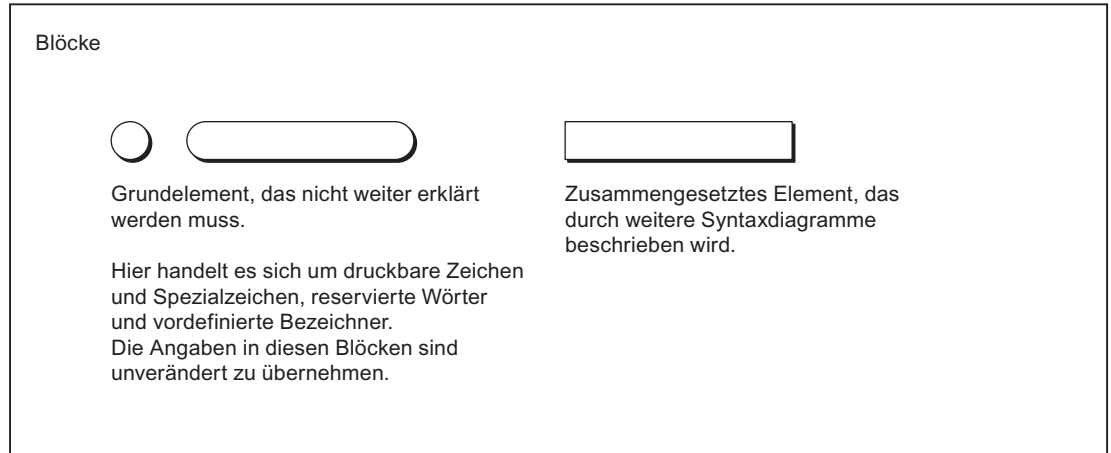 Blöcke
Grundelement, das nicht weiter erklärt
werden muss.
Hier handelt es sich um druckbare Zeichen
und Spezialzeichen, reservierte Wörter
und vordefinierte Bezeichner.
Die Angaben in diesen Blöcken sind
unverändert zu übernehmen.
Zusammengesetztes Element, das
durch weitere Syntaxdiagramme
beschrieben wird.